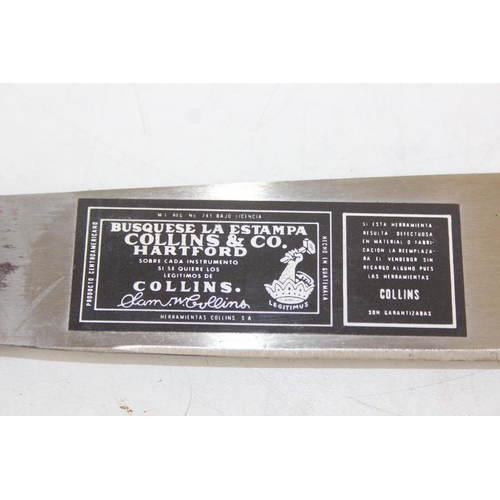 M.I. REG. No. 741 BAJO LICENCIA
PRODUCTO CENTROAMERICANO
BUSQUESE LA ESTAMPA
COLLINS & CO.
HARTFORD
SOBRE CADA INSTRUMENTO
SI SE QUIERE LOS
LEGITIMOS DE
COLLINS.
Sam W. Collins
HERRAMIENTAS COLLINS S.A
LEGITIMUS
HECHO EN GUATEMALA
SI ESTA HERRAMIENTA
RESULTA DEFECTUOSA
EN MATERIAL O FABRI-
CACION LA REEMPLAZA-
RA EL VENDEDOR SIN
RECARGO ALGUNO PUES
LAS HERRAMIENTAS
COLLINS
SON GARANTIZADAS